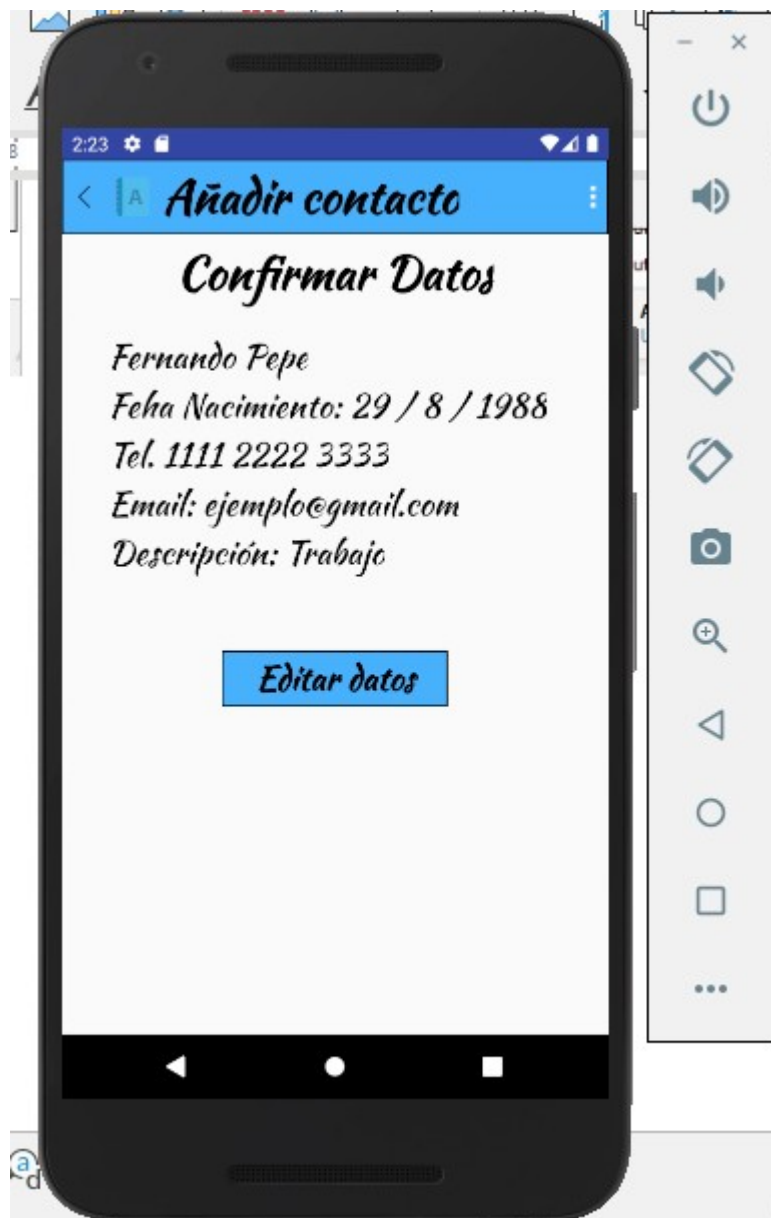 2:23
A Añadir contacto
Confirmar Datos
Fernando Pepe
Feha Nacimiento: 29 / 8 / 1988
Tel. 1111 2222 3333
Email: ejemplo@gmail.com
Descripción: Trabajo
Editar datos